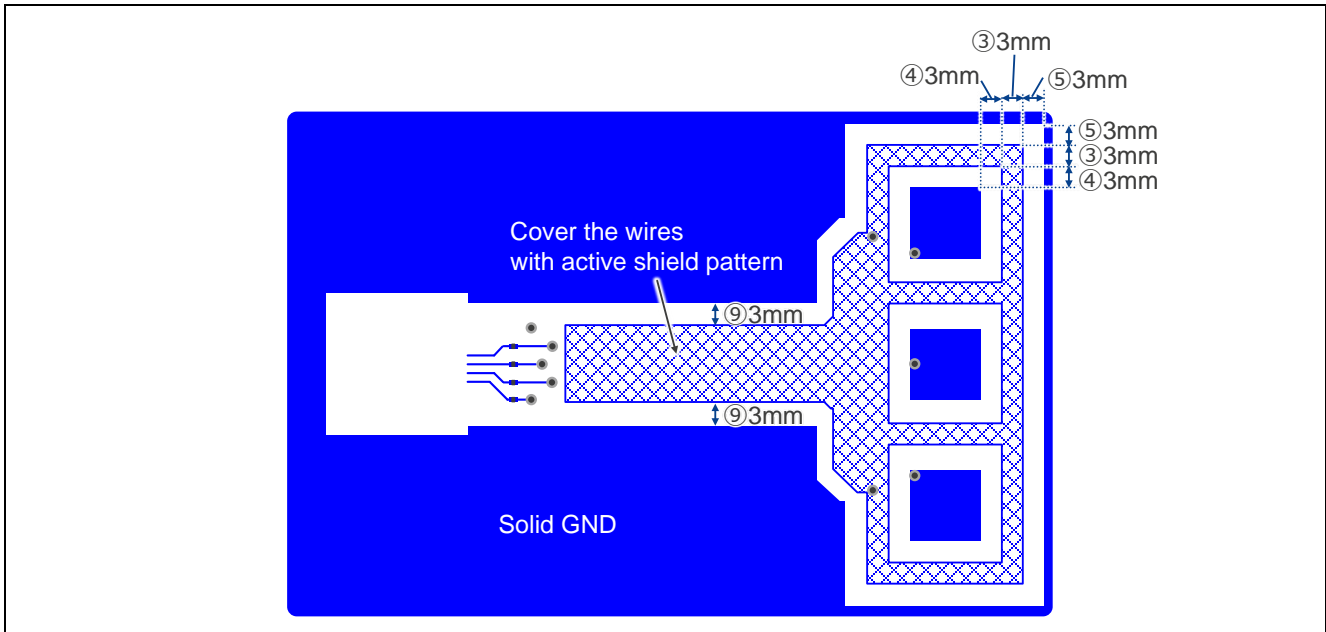 ③3mm
④3mm
⑤3mm
⑤3mm
③3mm
④3mm
Cover the wires
with active shield pattern
⑨3mm
⑨3mm
Solid GND